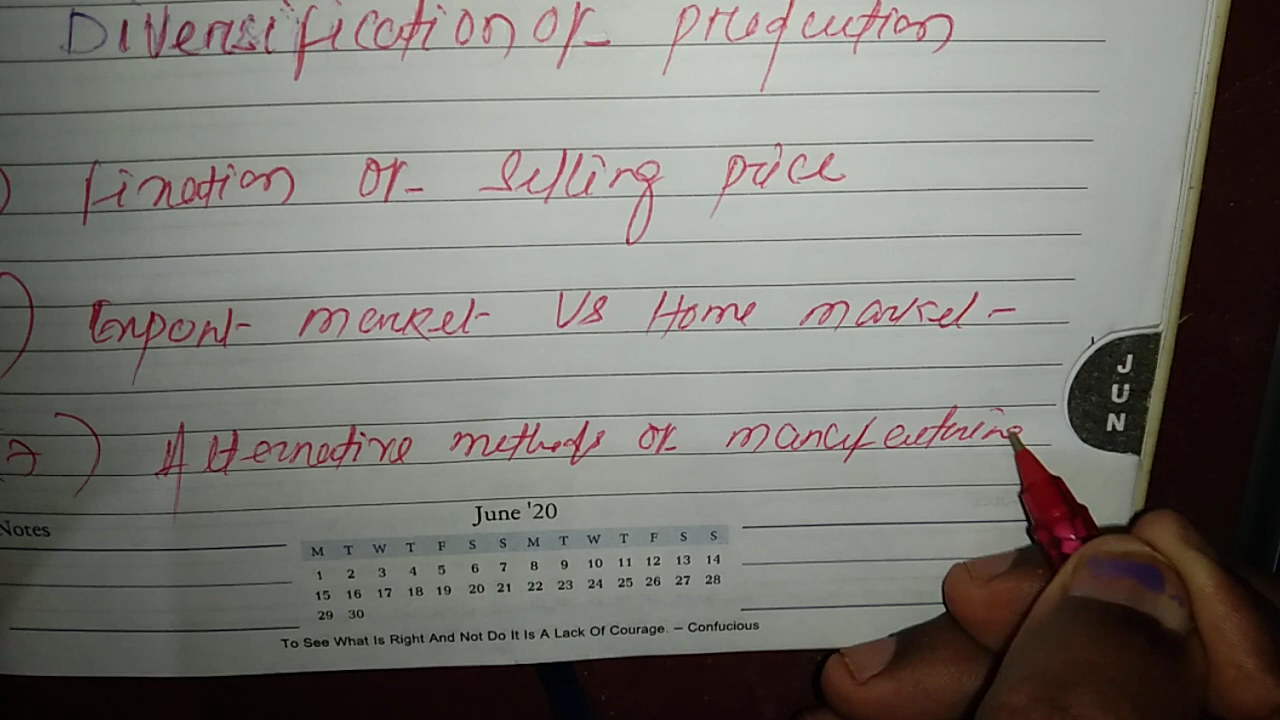 Diversification of production
) fixation of Selling price
) Export market Vs Home market
7) Alternative methods of manufacturing
JUN
Notes
June '20
M T W T F S S M T W T F S S
1 2 3 4 5 6 7 8 9 10 11 12 13 14
15 16 17 18 19 20 21 22 23 24 25 26 27 28
29 30
To See What Is Right And Not Do It Is A Lack Of Courage. – Confucious